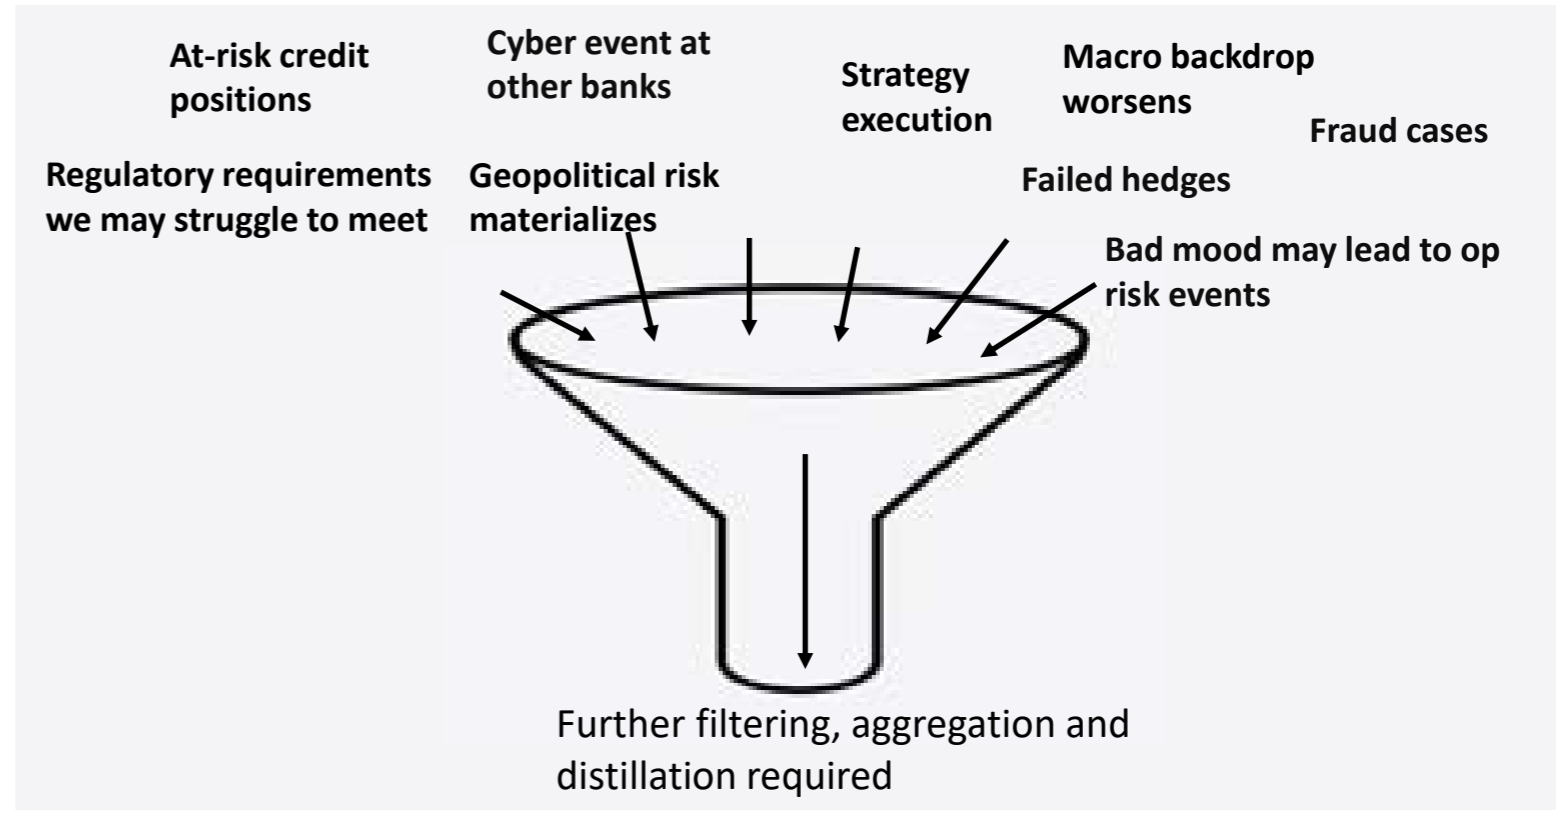 At-risk credit
positions
Cyber event at
other banks
Strategy
execution
Macro backdrop
worsens
Fraud cases
Regulatory requirements
we may struggle to meet
Geopolitical risk
materializes
Failed hedges
Bad mood may lead to op
risk events
Further filtering, aggregation and
distillation required